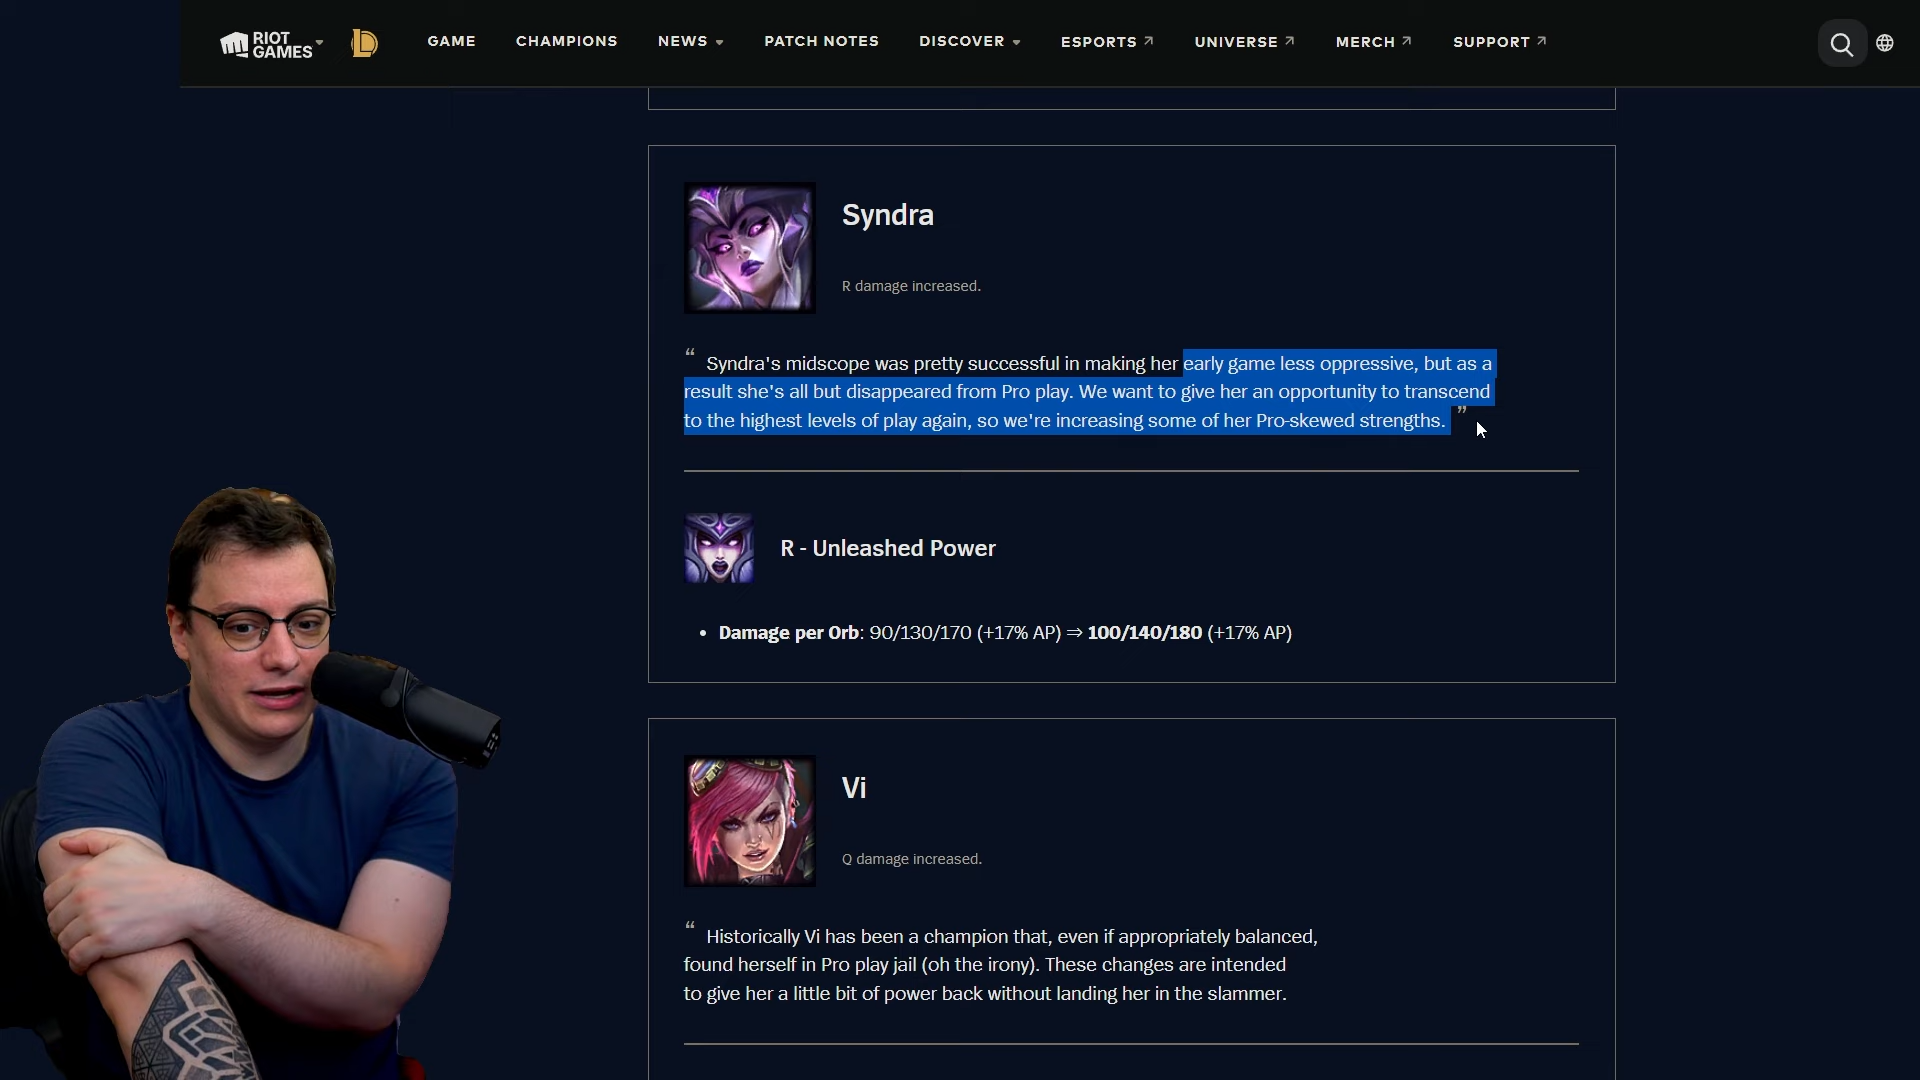 RIOT GAMES
GAME
CHAMPIONS
NEWS
PATCH NOTES
DISCOVER
ESPORTS
UNIVERSE
MERCH
SUPPORT
Syndra
R damage increased.
“ Syndra's midscope was pretty successful in making her early game less oppressive, but as a
result she's all but disappeared from Pro play. We want to give her an opportunity to transcend
to the highest levels of play again, so we're increasing some of her Pro-skewed strengths. ”
R - Unleashed Power
• Damage per Orb: 90/130/170 (+17% AP) ⇒ 100/140/180 (+17% AP)
Vi
Q damage increased.
“ Historically Vi has been a champion that, even if appropriately balanced,
found herself in Pro play jail (oh the irony). These changes are intended
to give her a little bit of power back without landing her in the slammer.